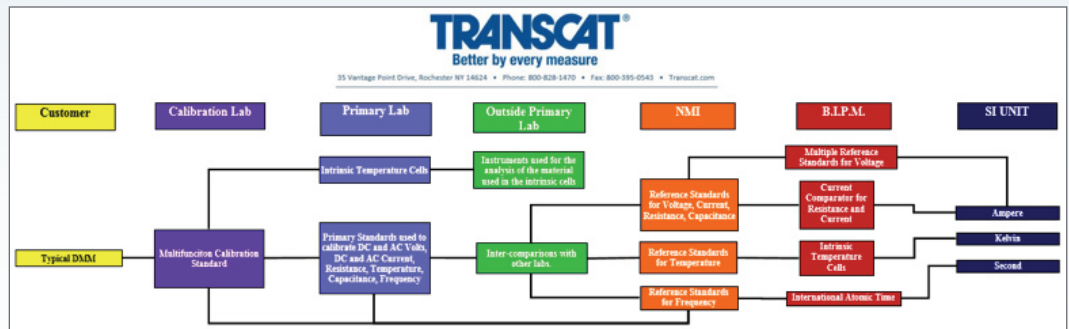 TRANSCAT®
Better by every measure
35 Vantage Point Drive, Rochester NY 14624 • Phone: 800-828-1470 • Fax: 800-395-0543 • Transcat.com
Customer
Calibration Lab
Primary Lab
Outside Primary
Lab
NMI
B.I.P.M.
SI UNIT
Intrinsic Temperature Cells
Instruments used for the
analysis of the material
used in the intrinsic cells
Multiple Reference
Standards for Voltage
Reference Standards
for Voltage, Current,
Resistance, Capacitance
Current
Comparator for
Resistance and
Current
Ampere
Typical DMM
Multifunciton Calibration
Standard
Primary Standards used to
calibrate DC and AC Volts,
DC and AC Current,
Resistance, Temperature,
Capacitance, Frequency
Inter-comparisons with
other labs.
Reference Standards
for Temperature
Intrinsic
Temperature
Cells
Kelvin
Second
Reference Standards
for Frequency
International Atomic Time